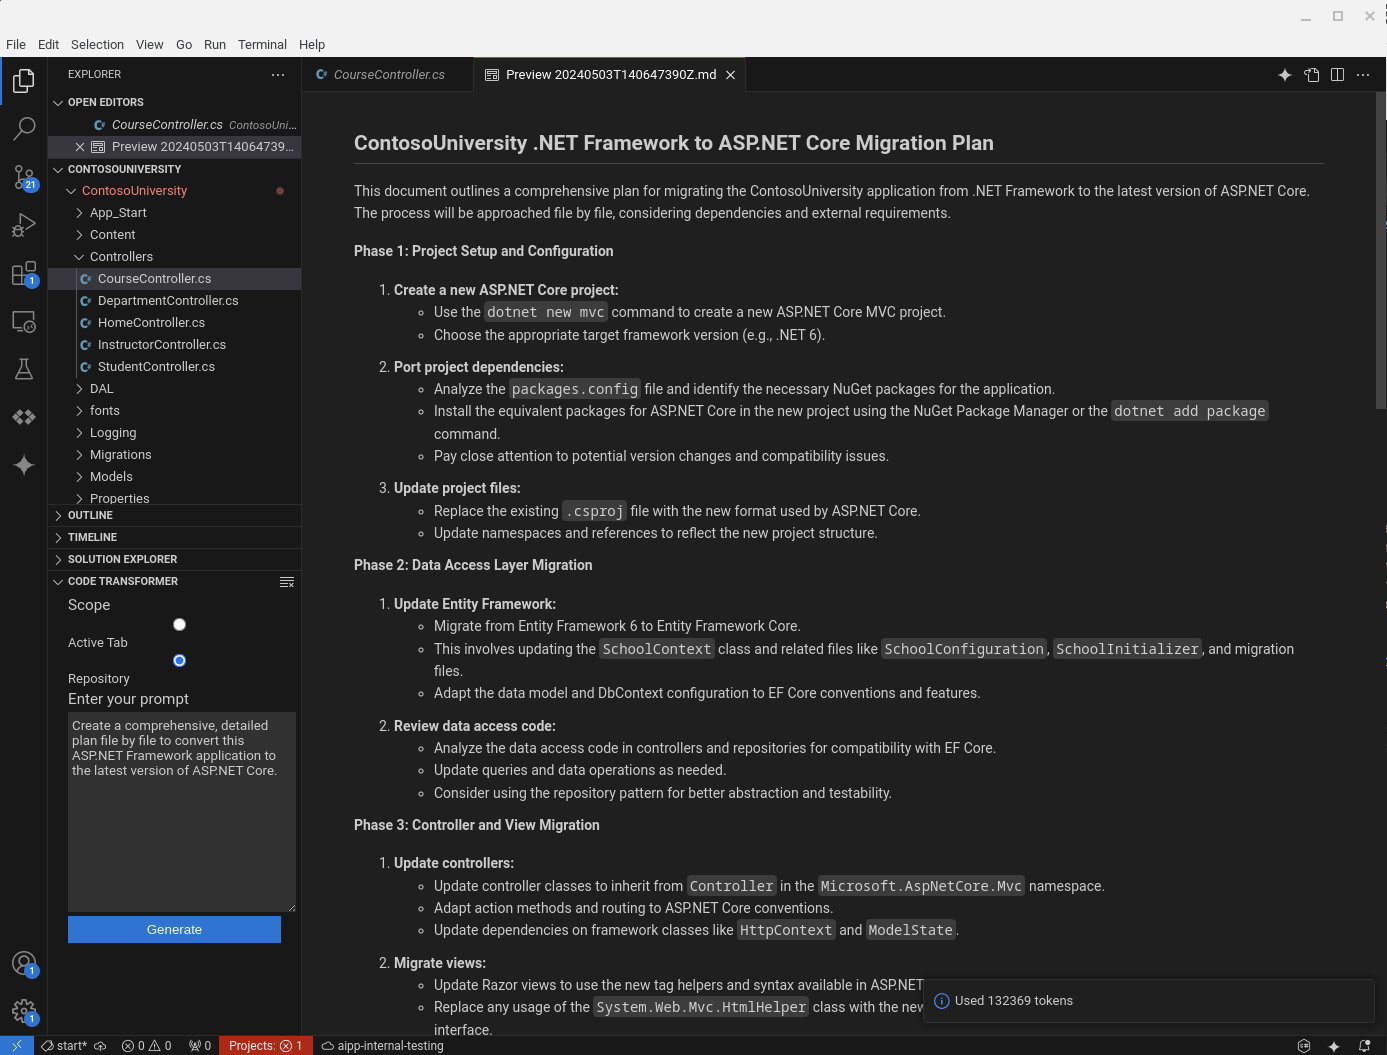 File Edit Selection View Go Run Terminal Help
EXPLORER
OPEN EDITORS
CourseController.cs ContosoUni...
Preview 20240503T14064739...
CONTOSOUNIVERSITY
ContosoUniversity
App_Start
Content
Controllers
CourseController.cs
DepartmentController.cs
HomeController.cs
InstructorController.cs
StudentController.cs
DAL
fonts
Logging
Migrations
Models
Properties
OUTLINE
TIMELINE
SOLUTION EXPLORER
CODE TRANSFORMER
Scope
Active Tab
Repository
Enter your prompt
Create a comprehensive, detailed
plan file by file to convert this
ASP.NET Framework application to
the latest version of ASP.NET Core.
Generate
21
1
1
1
CourseController.cs
Preview 20240503T140647390Z.md
ContosoUniversity .NET Framework to ASP.NET Core Migration Plan
This document outlines a comprehensive plan for migrating the ContosoUniversity application from .NET Framework to the latest version of ASP.NET Core.
The process will be approached file by file, considering dependencies and external requirements.
Phase 1: Project Setup and Configuration
1. Create a new ASP.NET Core project:
Use the dotnet new mvc command to create a new ASP.NET Core MVC project.
Choose the appropriate target framework version (e.g., .NET 6).
2. Port project dependencies:
Analyze the packages.config file and identify the necessary NuGet packages for the application.
Install the equivalent packages for ASP.NET Core in the new project using the NuGet Package Manager or the dotnet add package
command.
Pay close attention to potential version changes and compatibility issues.
3. Update project files:
Replace the existing .csproj file with the new format used by ASP.NET Core.
Update namespaces and references to reflect the new project structure.
Phase 2: Data Access Layer Migration
1. Update Entity Framework:
Migrate from Entity Framework 6 to Entity Framework Core.
This involves updating the SchoolContext class and related files like SchoolConfiguration, SchoolInitializer, and migration
files.
Adapt the data model and DbContext configuration to EF Core conventions and features.
2. Review data access code:
Analyze the data access code in controllers and repositories for compatibility with EF Core.
Update queries and data operations as needed.
Consider using the repository pattern for better abstraction and testability.
Phase 3: Controller and View Migration
1. Update controllers:
Update controller classes to inherit from Controller in the Microsoft.AspNetCore.Mvc namespace.
Adapt action methods and routing to ASP.NET Core conventions.
Update dependencies on framework classes like HttpContext and ModelState.
2. Migrate views:
Update Razor views to use the new tag helpers and syntax available in ASP.NET
Replace any usage of the System.Web.Mvc.HtmlHelper class with the new
interface.
Used 132369 tokens
start* 0 0 0 Projects: 1 aipp-internal-testing